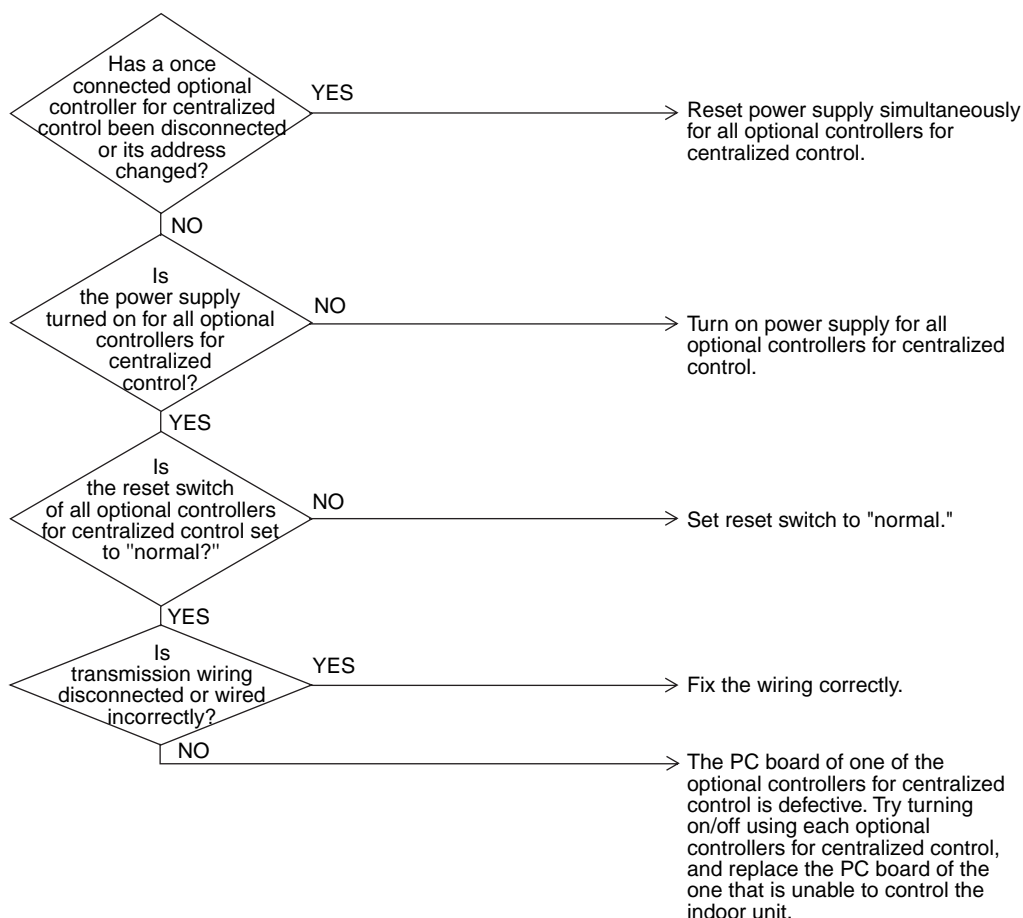 Has a once
connected optional
controller for centralized
control been disconnected
or its address
changed?
YES
Reset power supply simultaneously
for all optional controllers for
centralized control.
NO
Is
the power supply
turned on for all optional
controllers for
centralized
control?
NO
Turn on power supply for all
optional controllers for centralized
control.
YES
Is
the reset switch
of all optional controllers
for centralized control set
to "normal?"
NO
Set reset switch to "normal."
YES
Is
transmission wiring
disconnected or wired
incorrectly?
YES
Fix the wiring correctly.
NO
The PC board of one of the
optional controllers for centralized
control is defective. Try turning
on/off using each optional
controllers for centralized control,
and replace the PC board of the
one that is unable to control the
indoor unit.